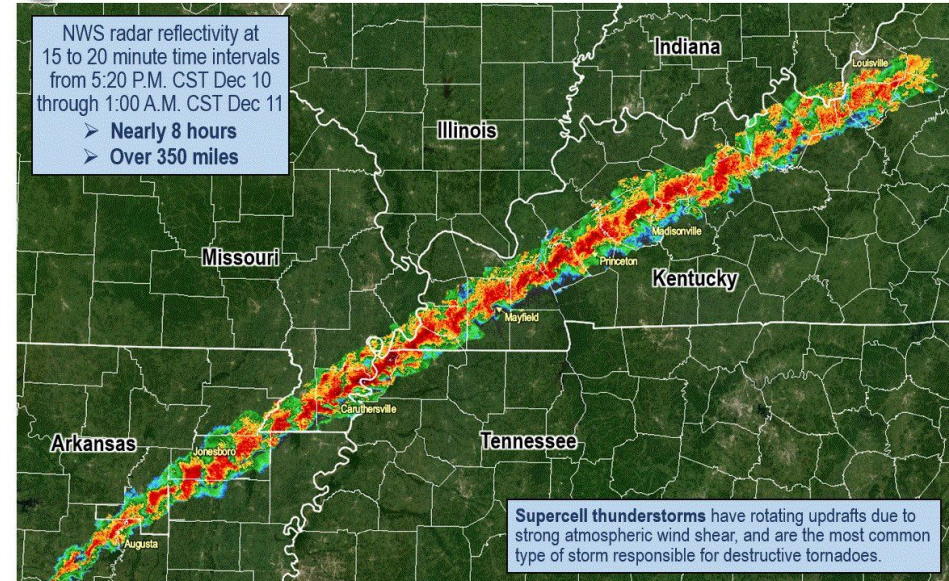 NWS radar reflectivity at
15 to 20 minute time intervals
from 5:20 P.M. CST Dec 10
through 1:00 A.M. CST Dec 11
➢ Nearly 8 hours
➢ Over 350 miles
Indiana
Louisville
Illinois
Missouri
Madisonville
Princeton
Kentucky
Mayfield
Caruthersville
Arkansas
Jonesboro
Tennessee
Augusta
Supercell thunderstorms have rotating updrafts due to
strong atmospheric wind shear, and are the most common
type of storm responsible for destructive tornadoes.